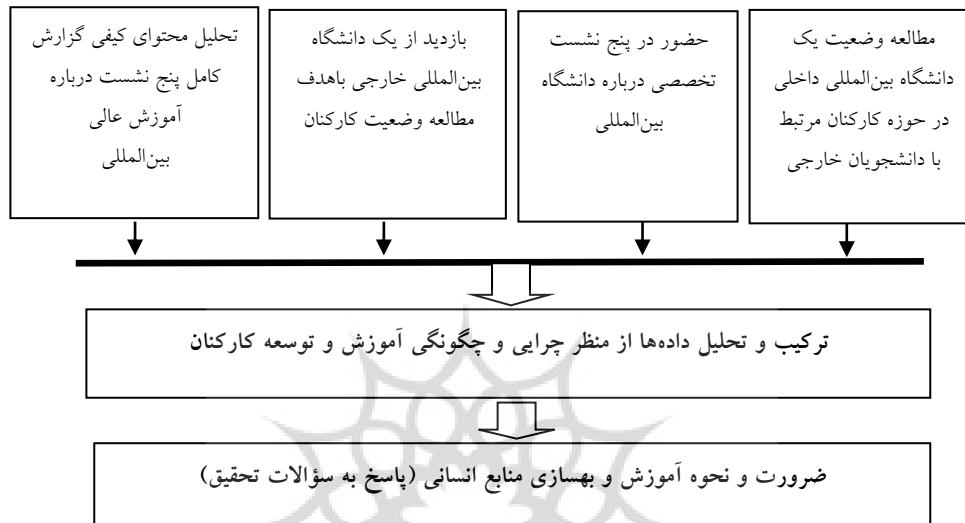 مطالعه وضعیت یک
دانشگاه بین‌المللی داخلی
در حوزه کارکنان مرتبط
با دانشجویان خارجی
حضور در پنج نشست
تخصصی درباره دانشگاه
بین‌المللی
بازدید از یک دانشگاه
بین‌المللی خارجی باهدف
مطالعه وضعیت کارکنان
تحلیل محتوای کیفی گزارش
کامل پنج نشست درباره
آموزش عالی
بین‌المللی
ترکیب و تحلیل داده‌ها از منظر چرایی و چگونگی آموزش و توسعه کارکنان
ضرورت و نحوه آموزش و بهسازی منابع انسانی (پاسخ به سؤالات تحقیق)